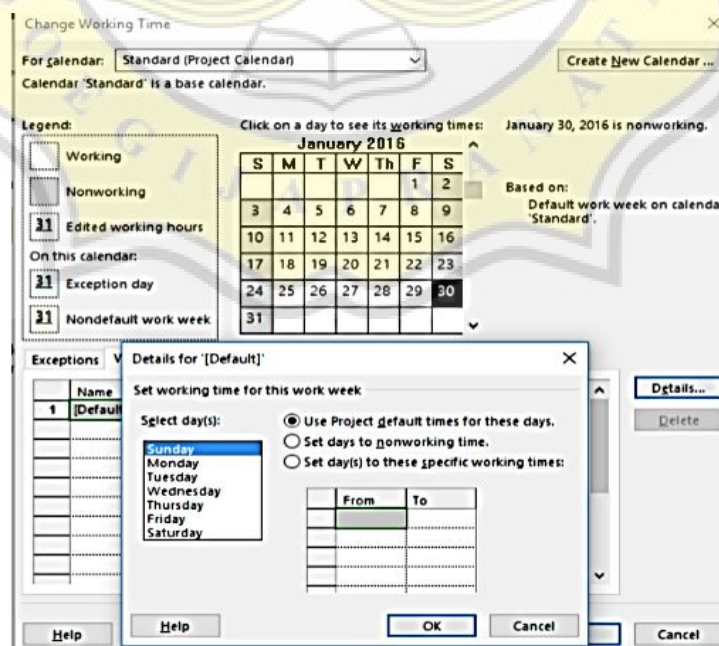 Change Working Time
For calendar: Standard (Project Calendar)
Create New Calendar ...
Calendar 'Standard' is a base calendar.
Legend:
Working
Nonworking
31 Edited working hours
On this calendar:
31 Exception day
31 Nondefault work week
Click on a day to see its working times:
January 2016
S M T W Th F S
1 2
3 4 5 6 7 8 9
10 11 12 13 14 15 16
17 18 19 20 21 22 23
24 25 26 27 28 29 30
31
January 30, 2016 is nonworking.
Based on:
Default work week on calenda
'Standard'.
Exceptions
Name
1 [Default
Details...
Delete
Details for '[Default]'
Set working time for this work week
Select day(s):
Sunday
Monday
Tuesday
Wednesday
Thursday
Friday
Saturday
Use Project default times for these days.
Set days to nonworking time.
Set day(s) to these specific working times:
From To
Help OK Cancel
Help Cancel